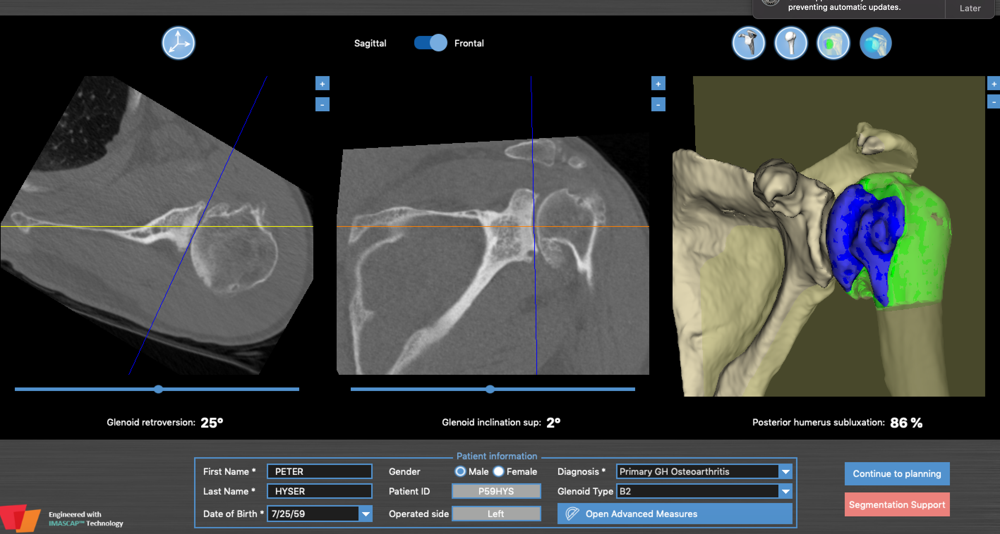 preventing automatic updates.
Later
Sagittal
Frontal
+
-
+
-
+
-
Glenoid retroversion: 25°
Glenoid inclination sup: 2°
Posterior humerus subluxation: 86 %
Patient information
First Name * PETER
Gender Male Female
Diagnosis * Primary GH Osteoarthritis
Last Name * HYSER
Patient ID P59HYS
Glenoid Type B2
Date of Birth * 7/25/59
Operated side Left
Open Advanced Measures
Continue to planning
Segmentation Support
Engineered with
IMASCAP™ Technology